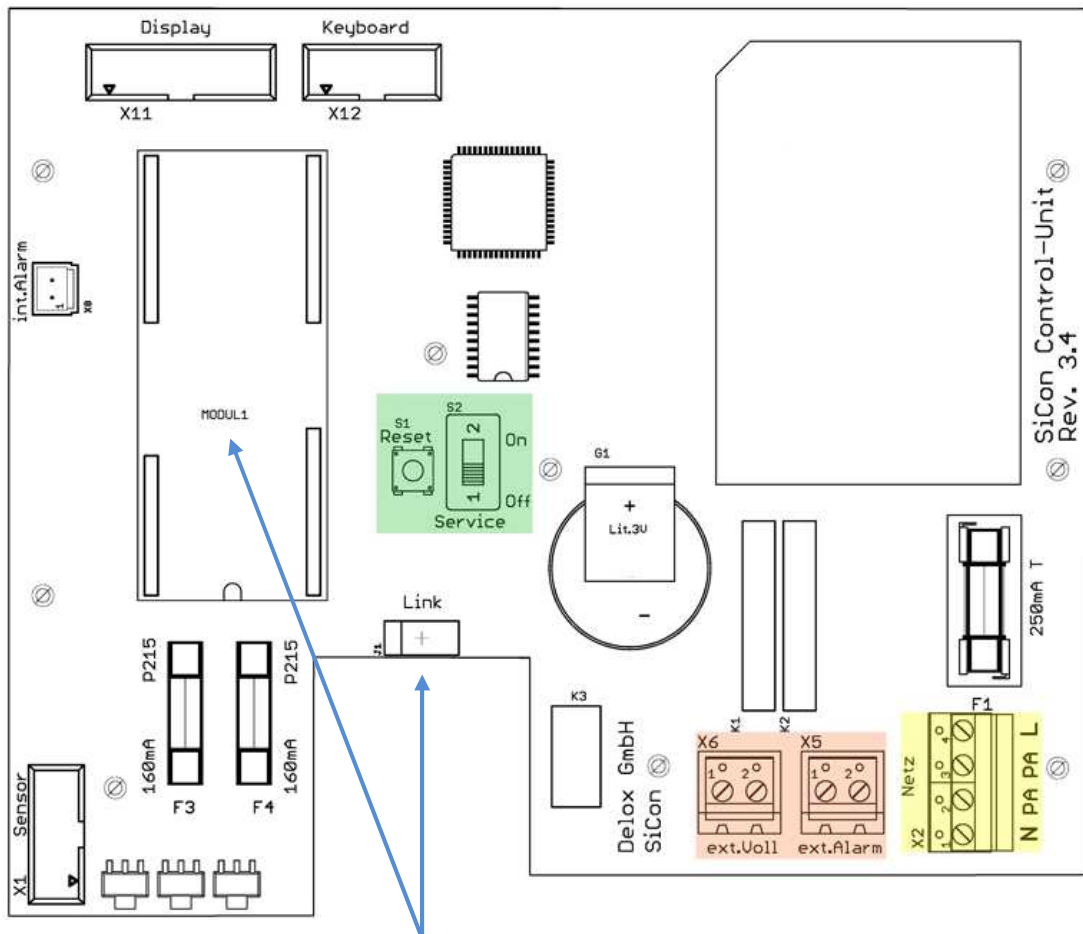 Display
Keyboard
X11
X12
int.Alarm
1
X8
MODUL1
SiCon Control-Unit
Rev. 3.4
S1
Reset
S2
2
On
1
Off
Service
G1
+
Lit.3V
-
Link
J1
P215
160mA
F3
P215
160mA
F4
250mA T
F1
K3
K1
K2
Delox GmbH
SiCon
X6
1 2
ext.Voll
X5
1 2
ext.Alarm
Netz
X2
1 2 3 4
N PA PA L
Sensor
X1